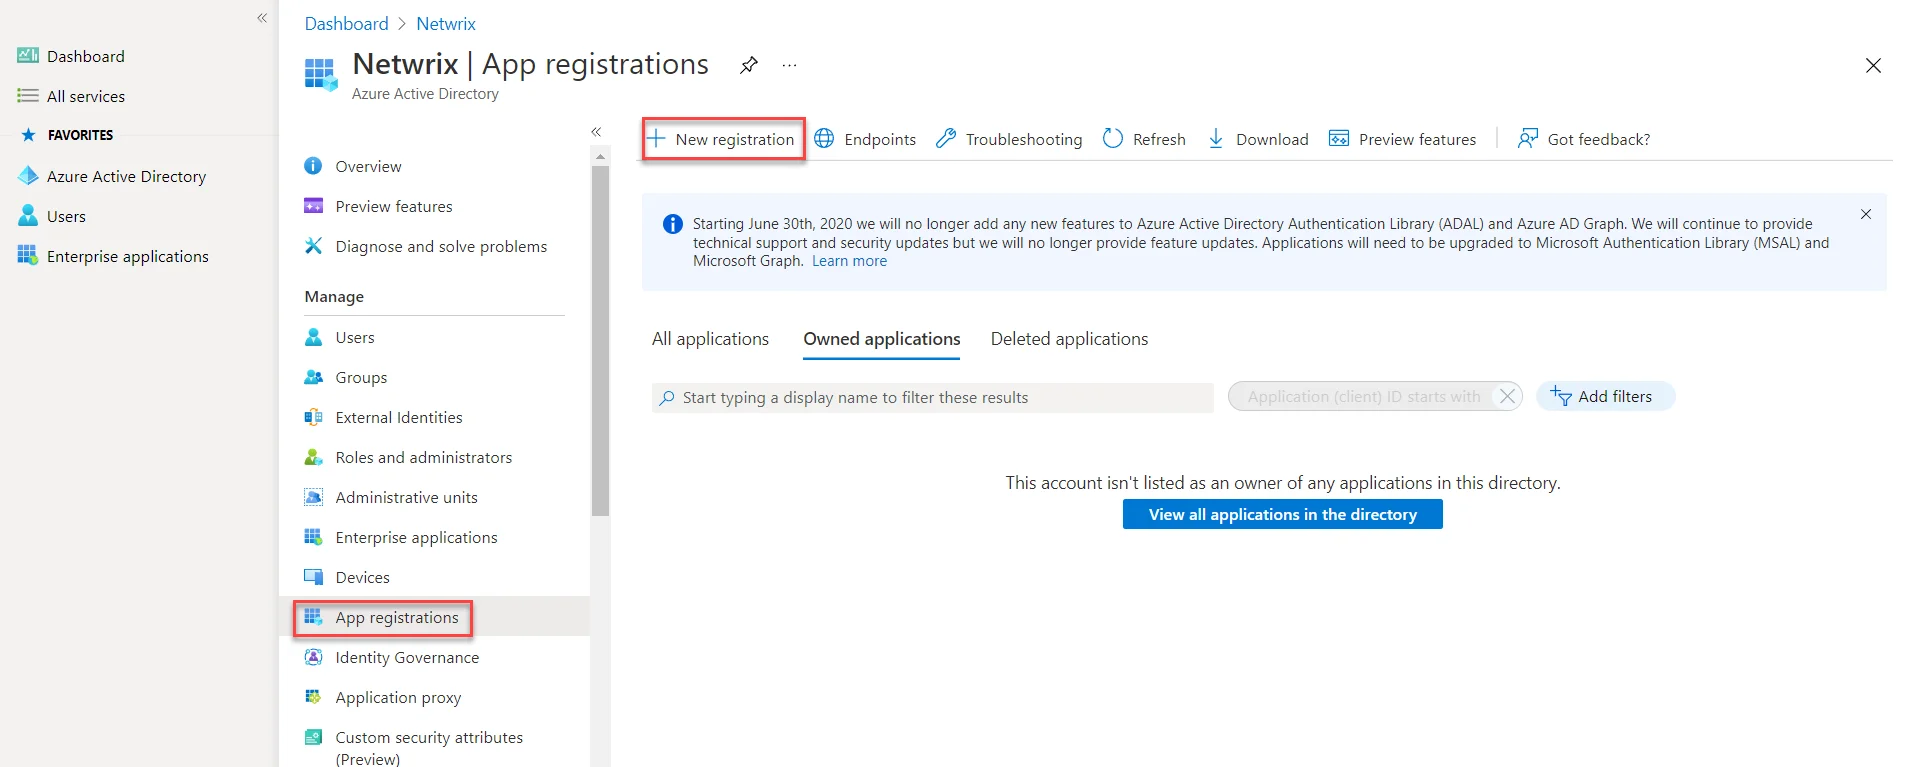 Dashboard
All services
FAVORITES
Azure Active Directory
Users
Enterprise applications
Dashboard > Netwrix
Netwrix | App registrations
Azure Active Directory
Overview
Preview features
Diagnose and solve problems
Manage
Users
Groups
External Identities
Roles and administrators
Administrative units
Enterprise applications
Devices
App registrations
Identity Governance
Application proxy
Custom security attributes
(Preview)
New registration Endpoints Troubleshooting Refresh Download Preview features Got feedback?
Starting June 30th, 2020 we will no longer add any new features to Azure Active Directory Authentication Library (ADAL) and Azure AD Graph. We will continue to provide
technical support and security updates but we will no longer provide feature updates. Applications will need to be upgraded to Microsoft Authentication Library (MSAL) and
Microsoft Graph. Learn more
All applications Owned applications Deleted applications
Start typing a display name to filter these results Application (client) ID starts with Add filters
This account isn't listed as an owner of any applications in this directory.
View all applications in the directory